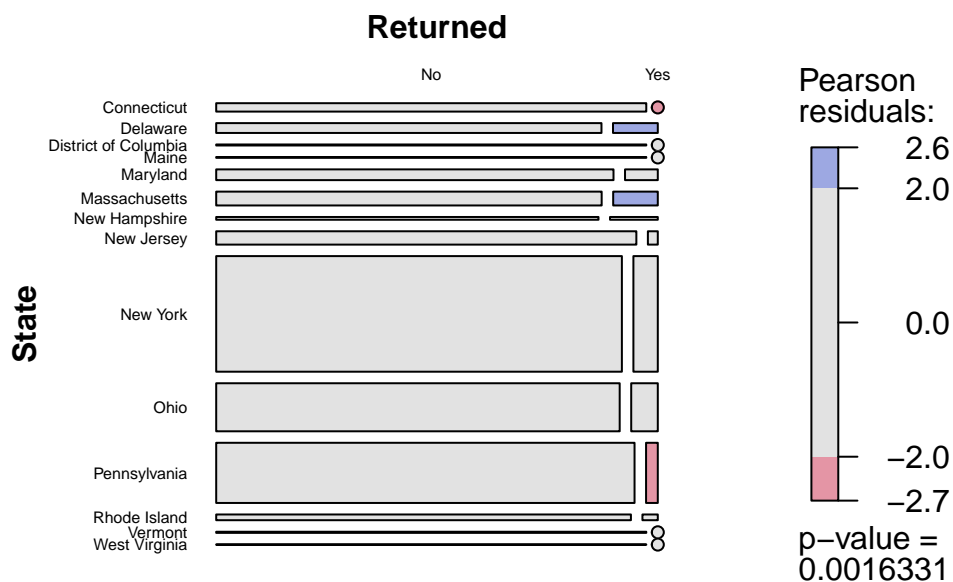 Returned
No Yes
Connecticut
Delaware
District of Columbia
Maine
Maryland
Massachusetts
New Hampshire
New Jersey
New York
Ohio
Pennsylvania
Rhode Island
Vermont
West Virginia
State
Pearson
residuals:
2.6
2.0
0.0
−2.0
−2.7
p−value =
0.0016331